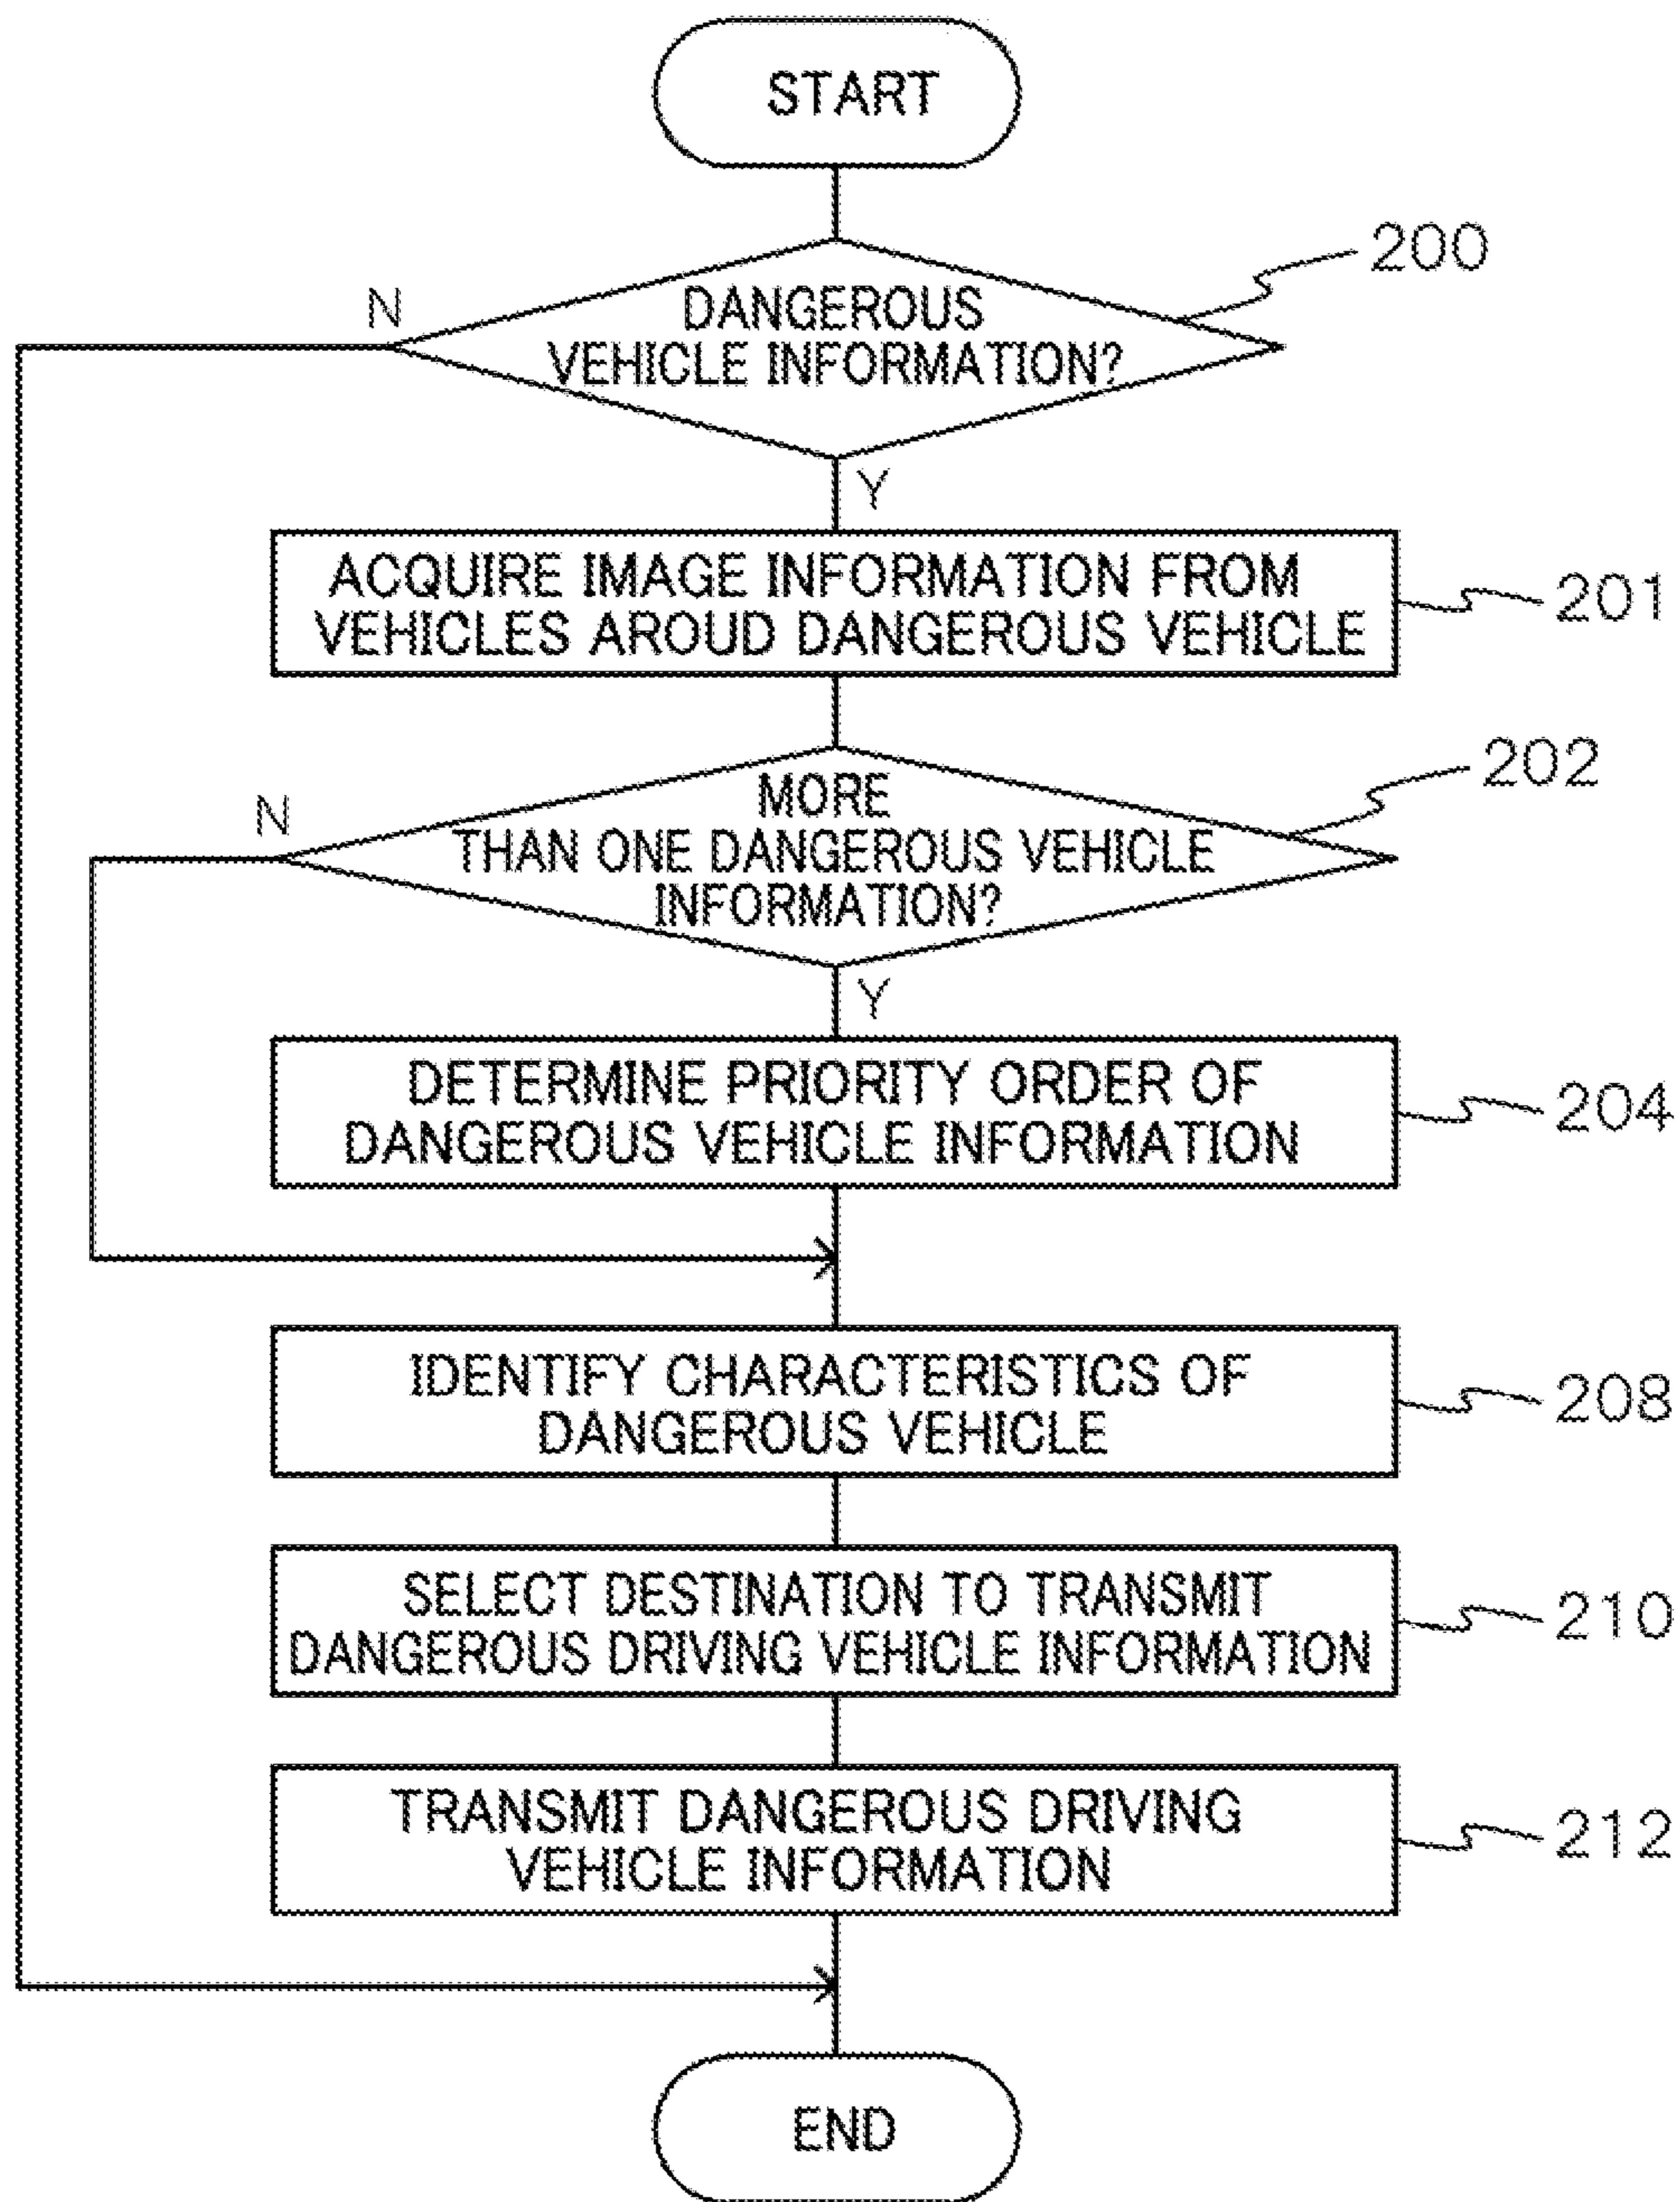 START
200
N
DANGEROUS
VEHICLE INFORMATION?
Y
ACQUIRE IMAGE INFORMATION FROM
VEHICLES AROUD DANGEROUS VEHICLE
201
202
N
MORE
THAN ONE DANGEROUS VEHICLE
INFORMATION?
Y
DETERMINE PRIORITY ORDER OF
DANGEROUS VEHICLE INFORMATION
204
IDENTIFY CHARACTERISTICS OF
DANGEROUS VEHICLE
208
SELECT DESTINATION TO TRANSMIT
DANGEROUS DRIVING VEHICLE INFORMATION
210
TRANSMIT DANGEROUS DRIVING
VEHICLE INFORMATION
212
END